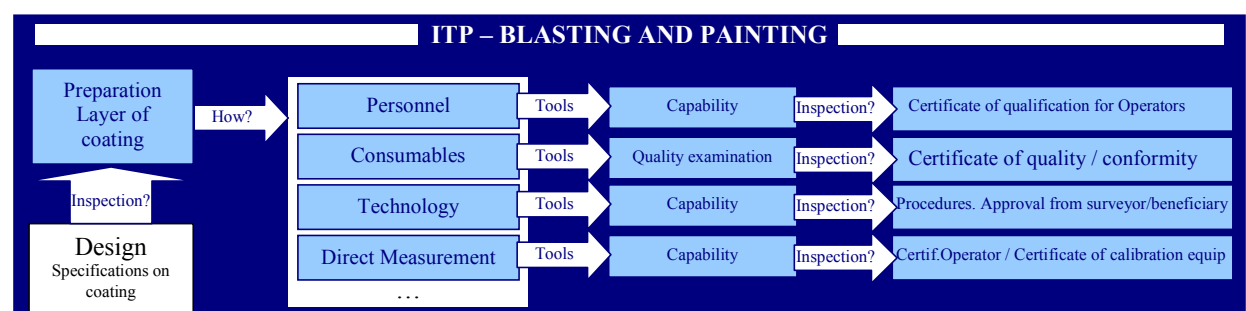 ITP – BLASTING AND PAINTING
Preparation
Layer of
coating
How?
Inspection?
Design
Specifications on
coating
Personnel
Tools
Capability
Inspection?
Certificate of qualification for Operators
Consumables
Tools
Quality examination
Inspection?
Certificate of quality / conformity
Technology
Tools
Capability
Inspection?
Procedures. Approval from surveyor/beneficiary
Direct Measurement
Tools
Capability
Inspection?
Certif.Operator / Certificate of calibration equip
…